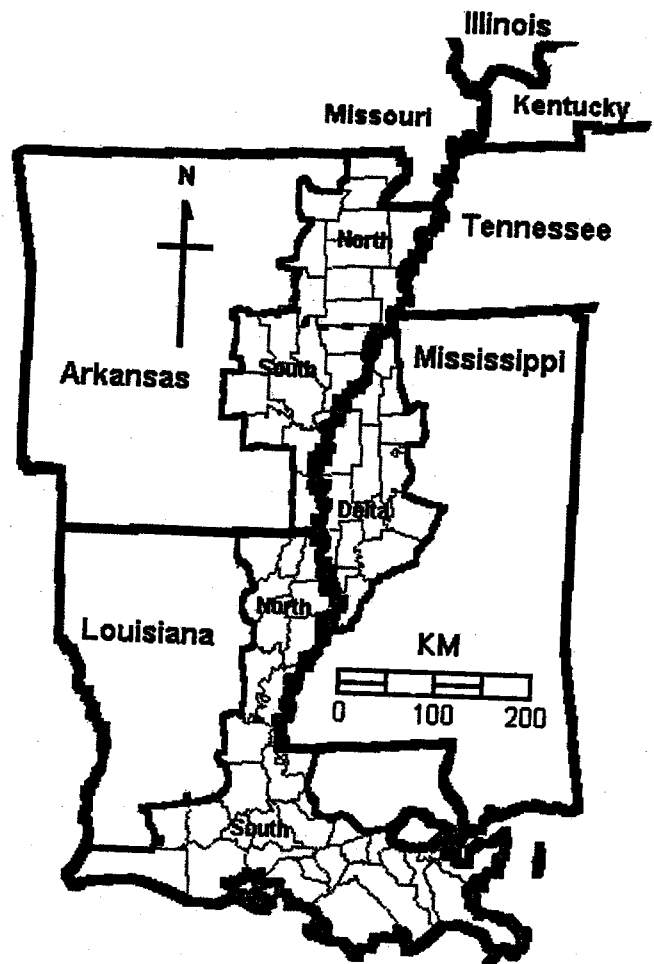 Illinois
Kentucky
Missouri
N
North
Tennessee
Arkansas
South
Mississippi
Delta
North
Louisiana
KM
0 100 200
South